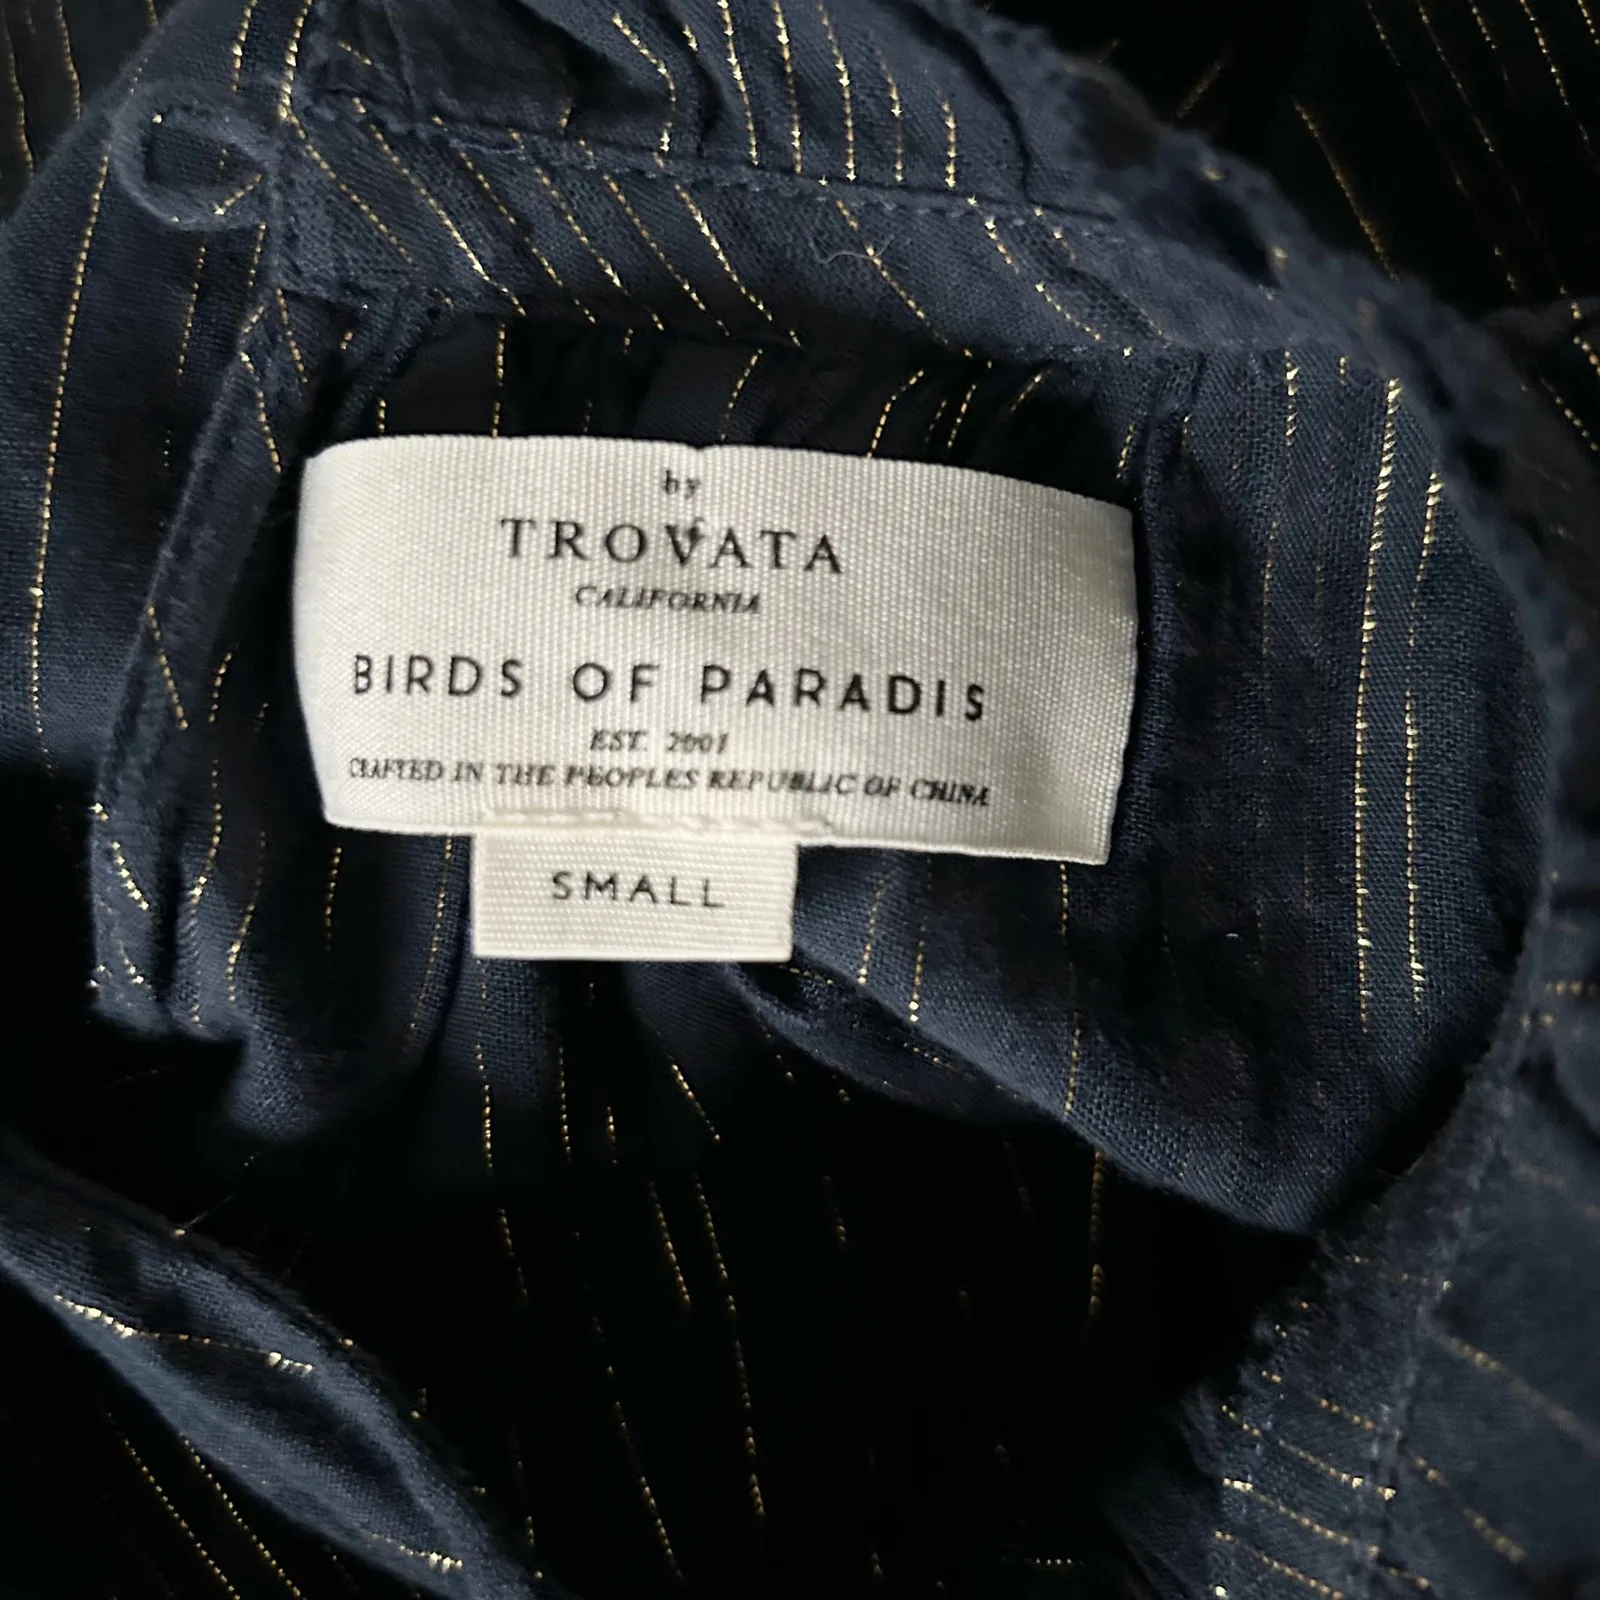 by
TROVATA
CALIFORNIA
BIRDS OF PARADIS
EST. 2001
CRAFTED IN THE PEOPLES REPUBLIC OF CHINA
SMALL